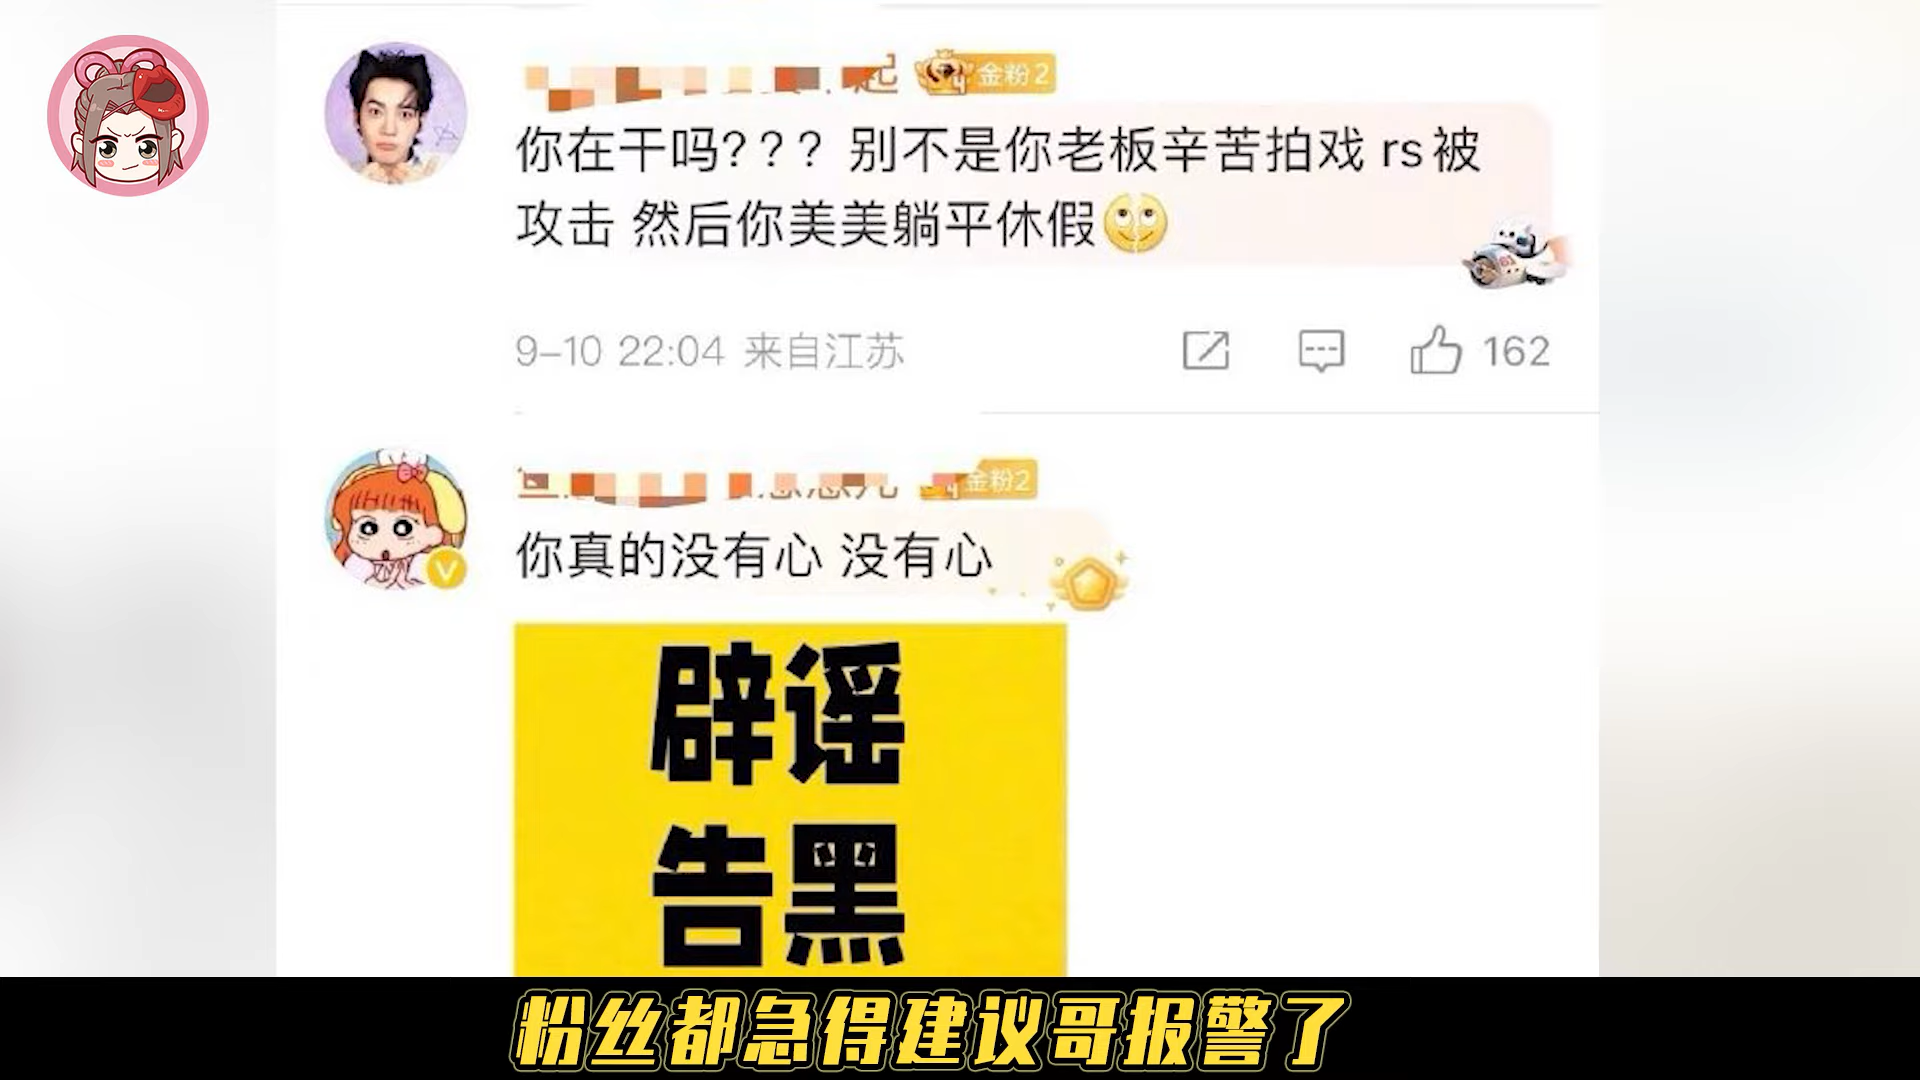 起 金粉2
你在干吗？？？别不是你老板辛苦拍戏 rs被
攻击 然后你美美躺平休假
9-10 22:04 来自江苏
162
金粉2
你真的没有心 没有心
辟谣
告黑
粉丝都急得建议哥报警了